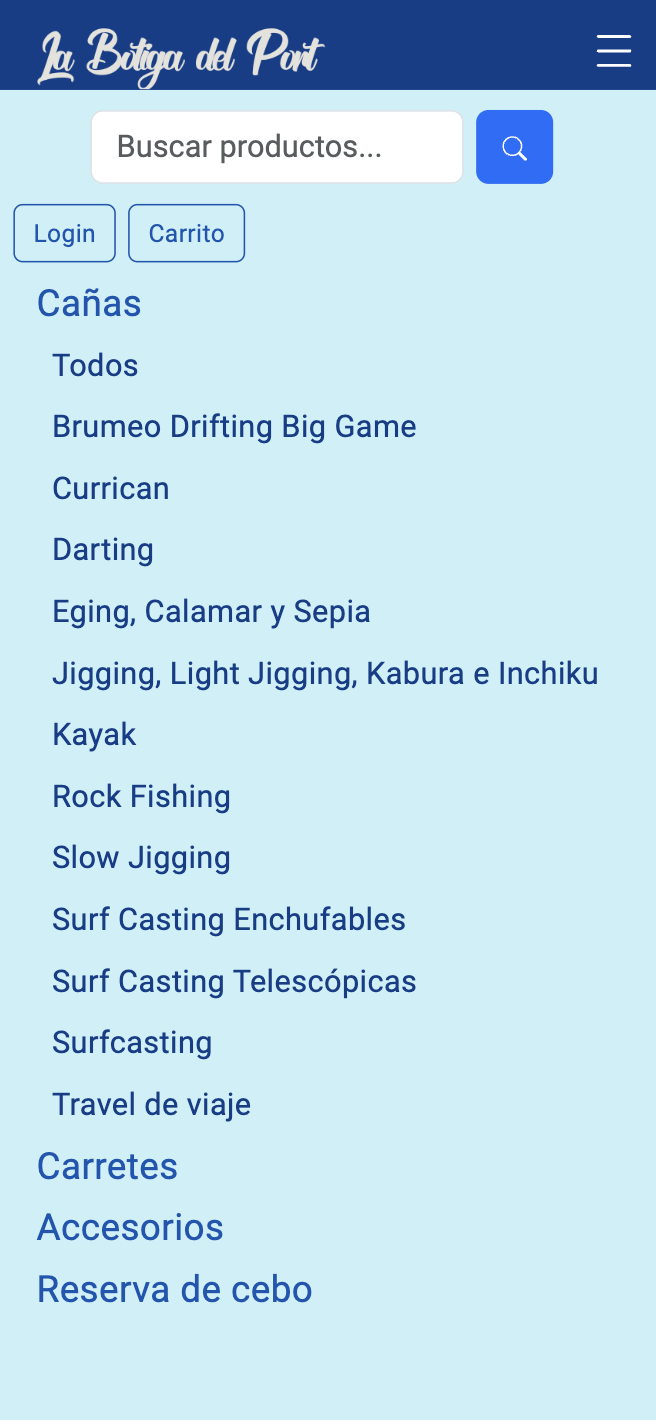 La Botiga del Port
Buscar productos...
Login Carrito
Cañas
Todos
Brumeo Drifting Big Game
Currican
Darting
Eging, Calamar y Sepia
Jigging, Light Jigging, Kabura e Inchiku
Kayak
Rock Fishing
Slow Jigging
Surf Casting Enchufables
Surf Casting Telescópicas
Surfcasting
Travel de viaje
Carretes
Accesorios
Reserva de cebo